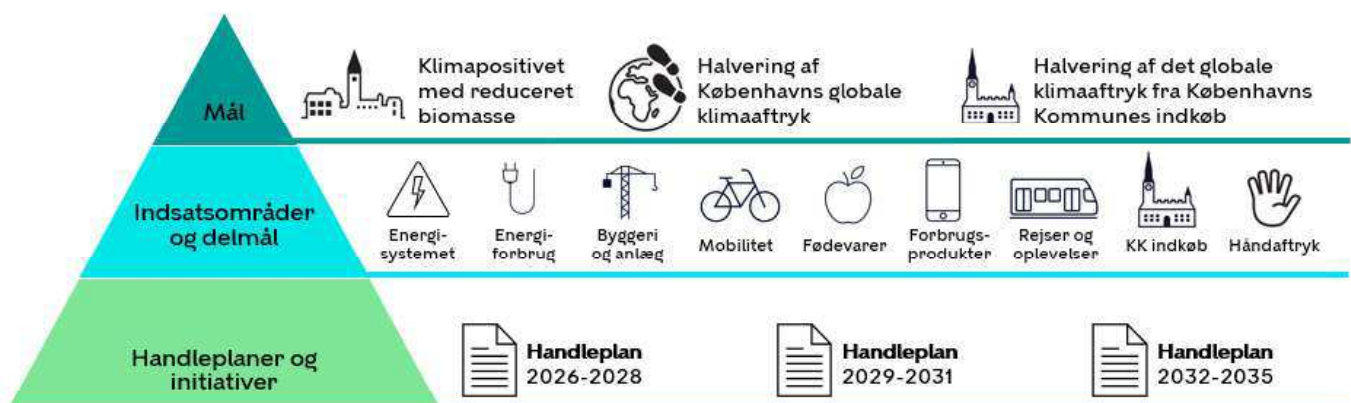 Mål
Klimapositivet
med reduceret
biomasse
Halvering af
Københavns globale
klimaaftryk
Halvering af det globale
klimaaftryk fra Københavns
Kommunes indkøb
Indsatsområder
og delmål
Energi-
systemet
Energi-
forbrug
Byggeri
og anlæg
Mobilitet
Fødevarer
Forbrugs-
produkter
Rejser og
oplevelser
KK indkøb
Håndaftryk
Handleplaner og
initiativer
Handleplan
2026-2028
Handleplan
2029-2031
Handleplan
2032-2035